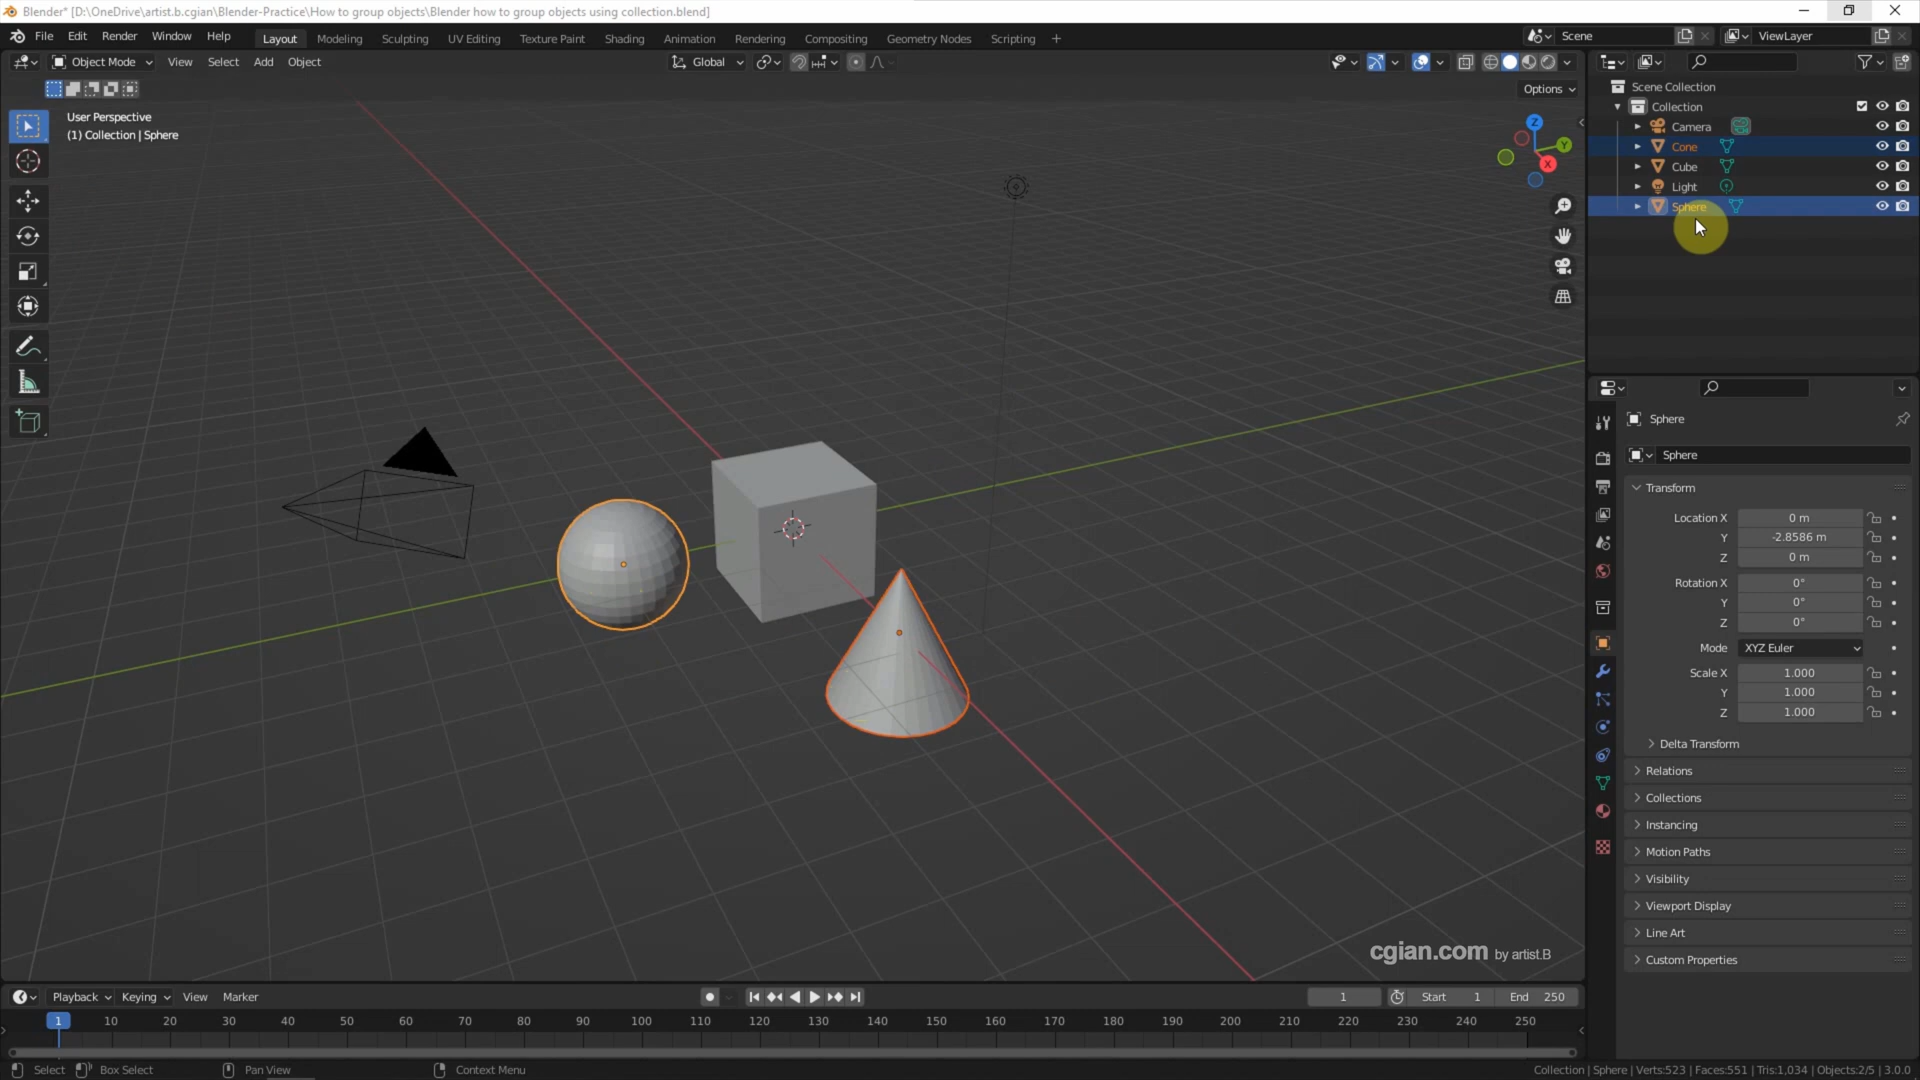 Blender* [D:\OneDrive\artist.b.cgian\Blender-Practice\How to group objects\Blender how to group objects using collection.blend]
File Edit Render Window Help Layout Modeling Sculpting UV Editing Texture Paint Shading Animation Rendering Compositing Geometry Nodes Scripting + Scene ViewLayer
Object Mode View Select Add Object Global
Options
User Perspective
(1) Collection | Sphere
Z
Y
X
Scene Collection
Collection
Camera
Cone
Cube
Light
Sphere
Sphere
Sphere
Transform
Location X 0 m
Y -2.8586 m
Z 0 m
Rotation X 0°
Y 0°
Z 0°
Mode XYZ Euler
Scale X 1.000
Y 1.000
Z 1.000
Delta Transform
Relations
Collections
Instancing
Motion Paths
Visibility
Viewport Display
Line Art
Custom Properties
cgian.com by artist.B
Playback Keying View Marker 1 Start 1 End 250
1 10 20 30 40 50 60 70 80 90 100 110 120 130 140 150 160 170 180 190 200 210 220 230 240 250
Select Box Select Pan View Context Menu Collection | Sphere | Verts:523 | Faces:551 | Tris:1,034 | Objects:2/5 | 3.0.0